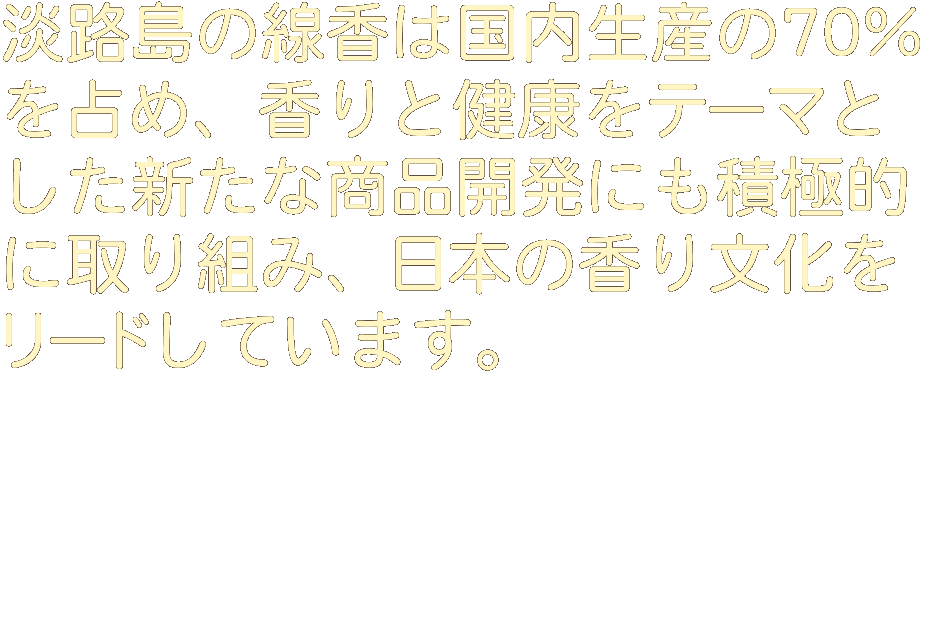 淡路島の線香は国内生産の70%
を占め、香りと健康をテーマと
した新たな商品開発にも積極的
に取り組み、日本の香り文化を
リードしています。